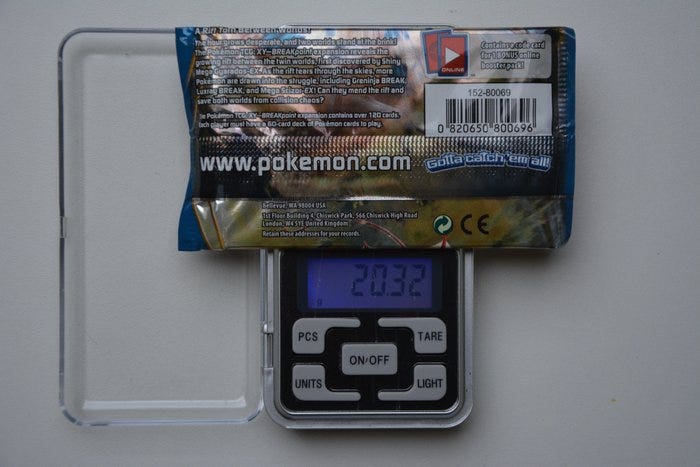 A Rift Torn Between Worlds!
The hour grows desperate, and two worlds stand at the brink!
The Pokémon TCG: XY—BREAKpoint expansion reveals the
growing rift between the twin worlds, first discovered by Shiny
Mega Gyarados-EX. As the rift tears through the skies, more
Pokémon are drawn into the struggle, including Greninja BREAK,
Luxray BREAK, and Mega Scizor-EX! Can they mend the rift and
save both worlds from collision chaos?
The Pokémon TCG: XY—BREAKpoint expansion contains over 120 cards.
Each player must have a 60-card deck of Pokémon cards to play.
ONLINE
Contains a code card
for 1 BONUS online
booster pack!
152-80069
0 820650 800696
www.pokemon.com
Gotta catch 'em all!
Bellevue, WA 98004 USA
1st Floor Building 4, Chiswick Park, 566 Chiswick High Road
London, W4 5YE United Kingdom
Retain these addresses for your records.
CE
20.32
g
PCS
TARE
ON/OFF
UNITS
LIGHT